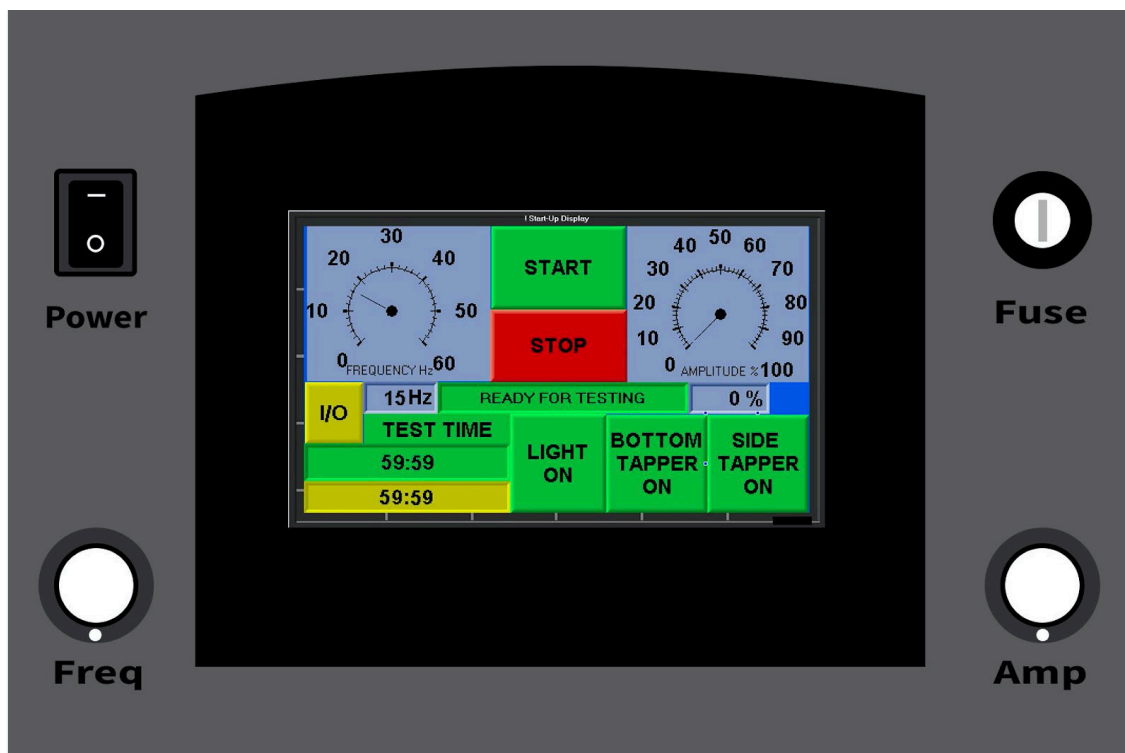 ! Start-Up Display
30
20
40
10
50
0
60
FREQUENCY Hz
START
STOP
50
40
60
30
70
20
80
10
90
0
100
AMPLITUDE %
I/O
15 Hz
READY FOR TESTING
0 %
TEST TIME
59:59
59:59
LIGHT
ON
BOTTOM
TAPPER
ON
SIDE
TAPPER
ON
Power
Fuse
Freq
Amp